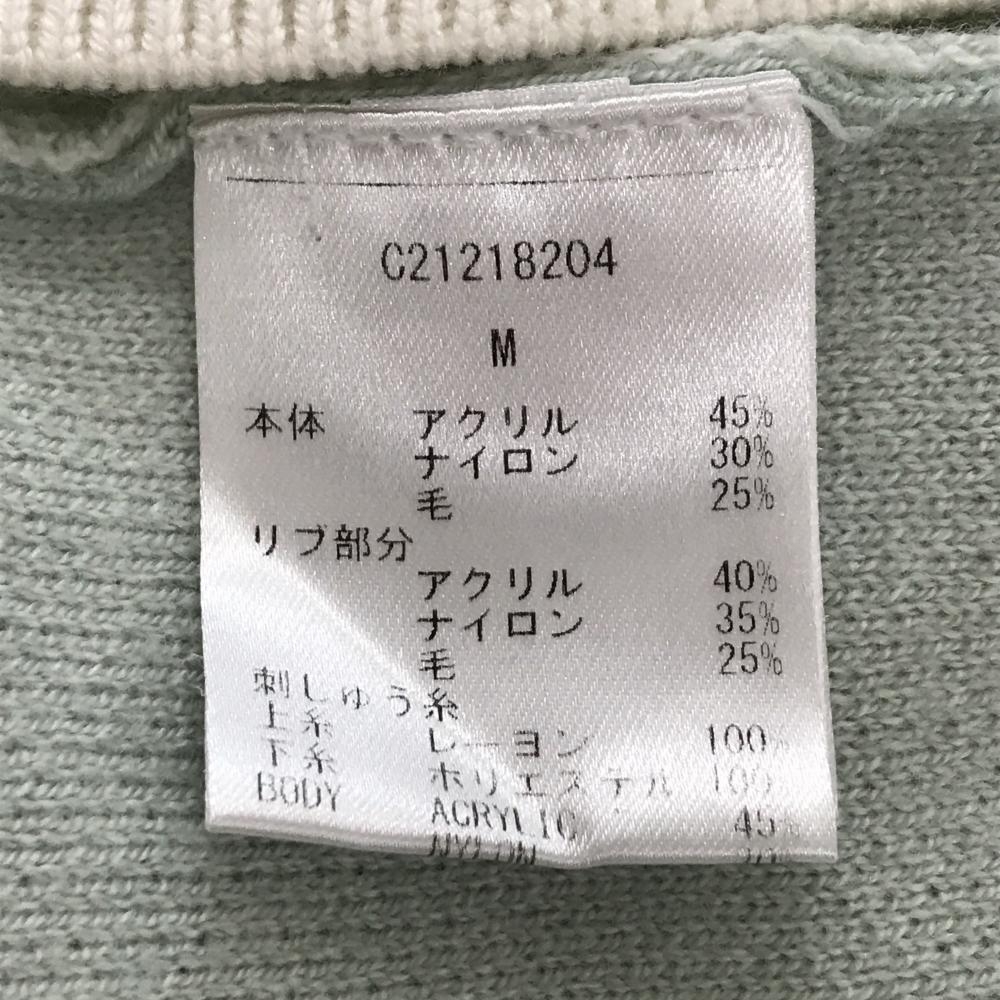 C21218204
M
本体 アクリル 45%
ナイロン 30%
毛 25%
リブ部分
アクリル 40%
ナイロン 35%
毛 25%
刺しゅう糸
上糸 レーヨン 100%
下糸 ポリエステル 100%
BODY ACRYLIC 45%
NYLON